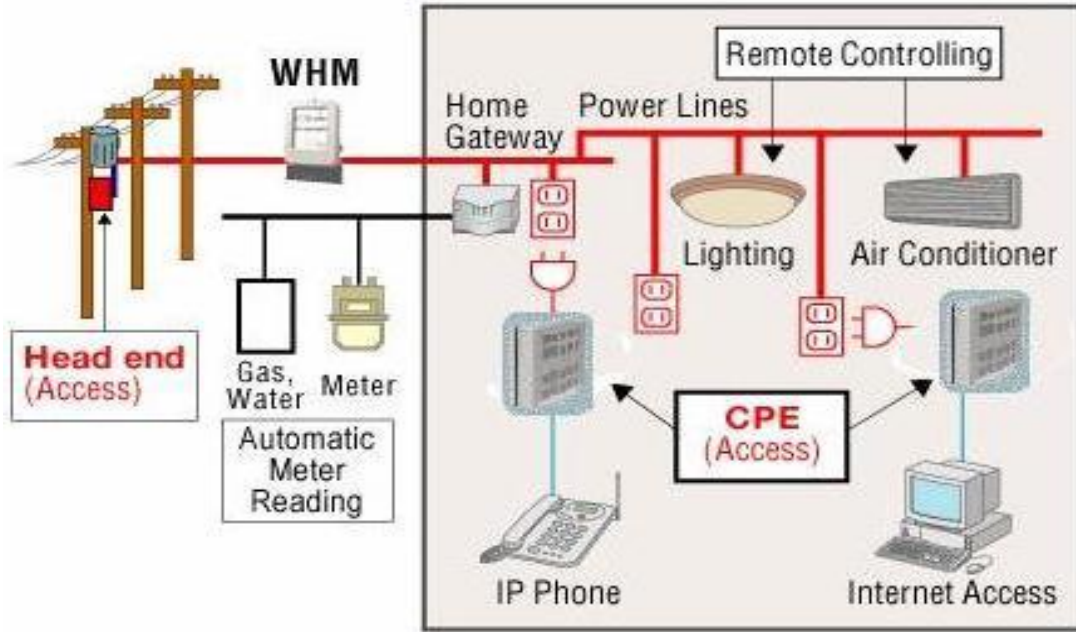 Remote Controlling
WHM
Home
Gateway
Power Lines
Lighting
Air Conditioner
Head end
(Access)
Gas,
Water
Meter
Automatic
Meter
Reading
CPE
(Access)
IP Phone
Internet Access